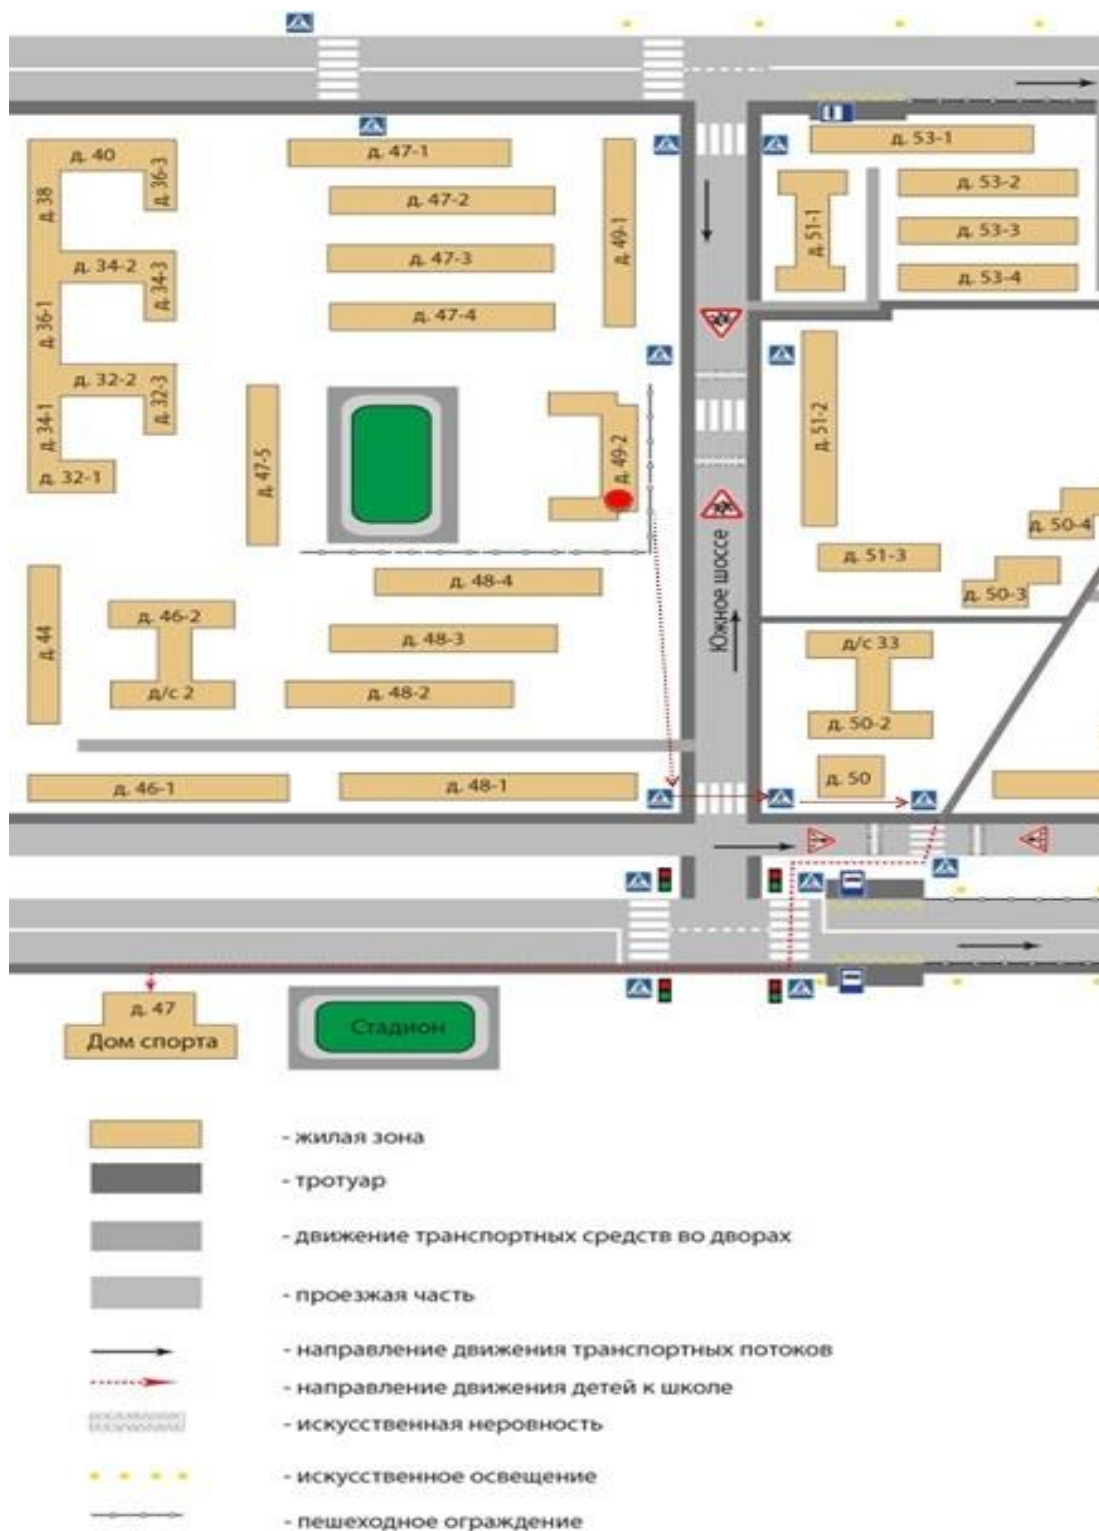 д. 40
д. 36-3
д. 38
д. 34-2
д. 34-3
д. 36-1
д. 32-2
д. 32-3
д. 34-1
д. 32-1
д. 47-1
д. 47-2
д. 47-3
д. 47-4
д. 47-5
д. 49-1
д. 49-2
д. 53-1
д. 53-2
д. 53-3
д. 53-4
д. 51-1
д. 51-2
д. 51-3
д. 50-4
д. 50-3
Южное шоссе
д. 44
д. 46-2
д/с 2
д. 48-4
д. 48-3
д. 48-2
д/с 33
д. 50-2
д. 50
д. 46-1
д. 48-1
д. 47
Дом спорта
Стадион
- жилая зона
- тротуар
- движение транспортных средств во дворах
- проезжая часть
- направление движения транспортных потоков
- направление движения детей к школе
- искусственная неровность
- искусственное освещение
- пешеходное ограждение